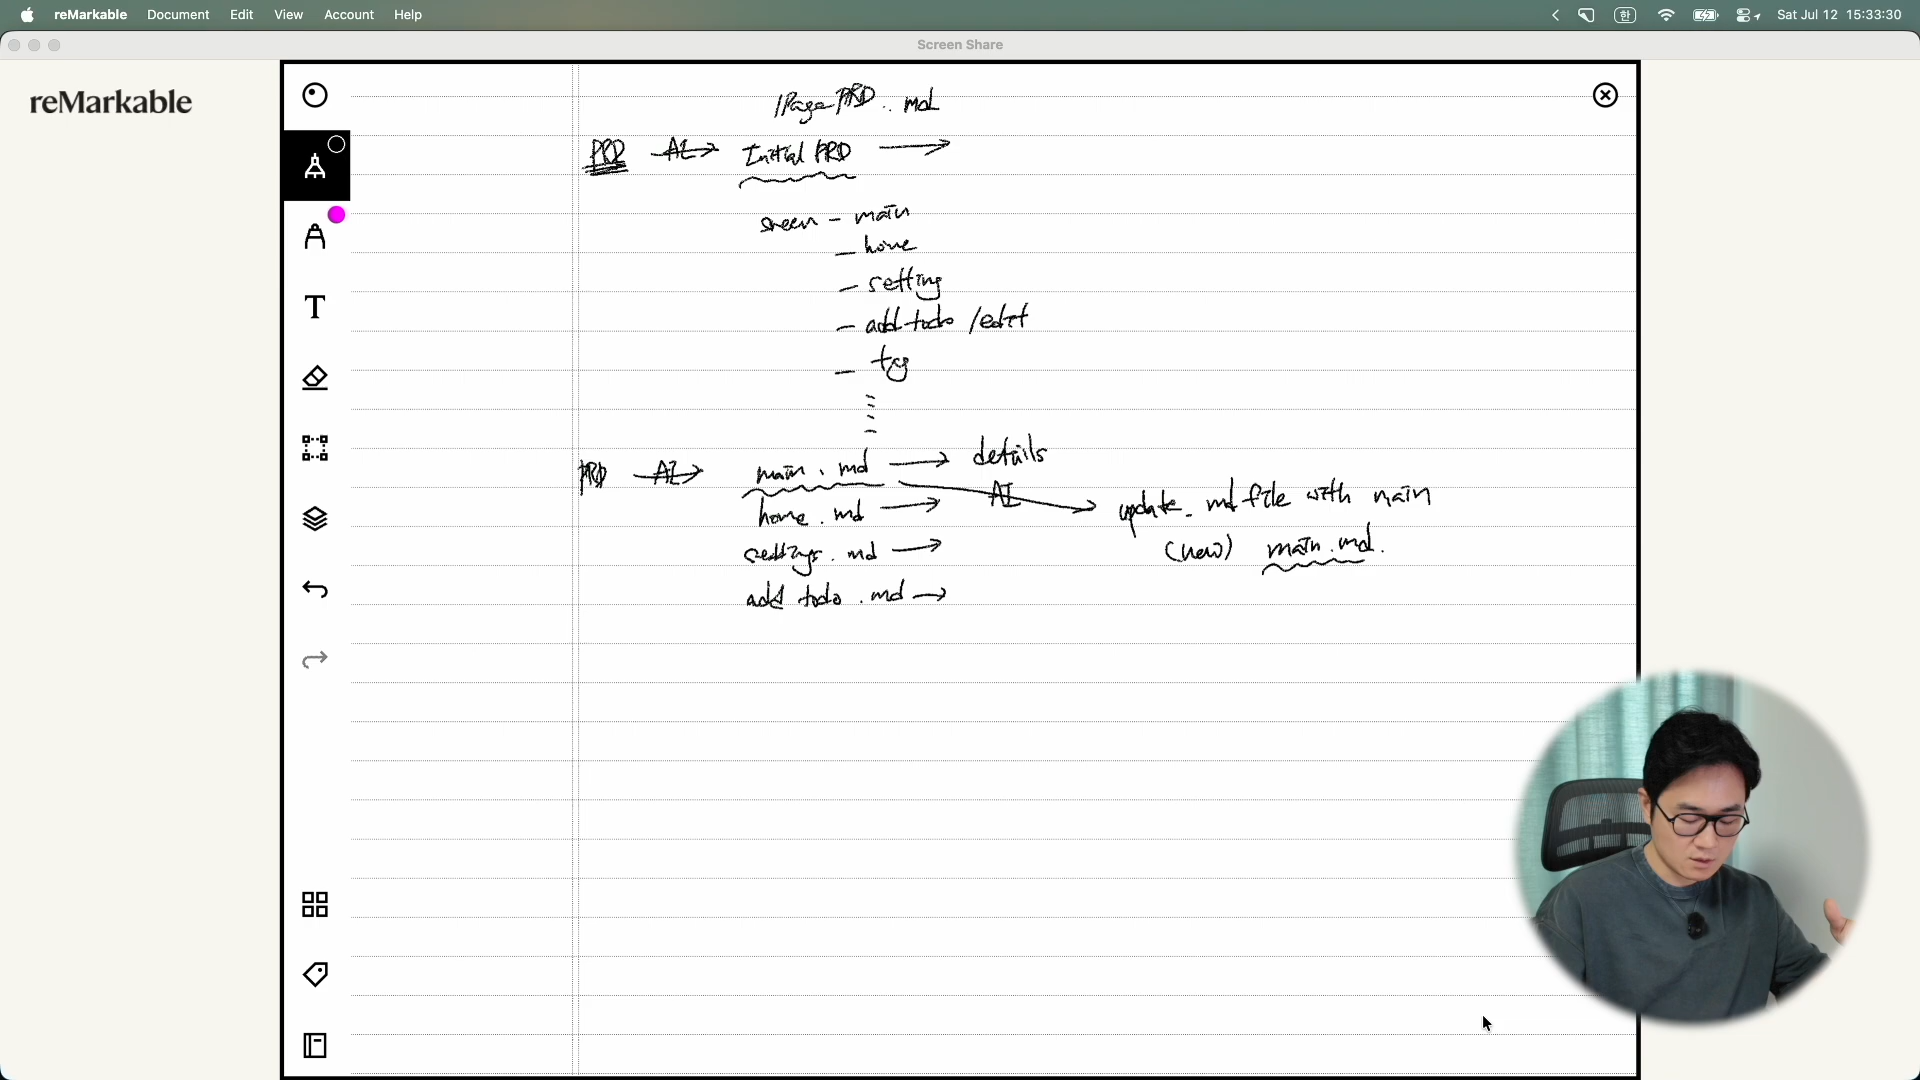 reMarkable Document Edit View Account Help
한 Sat Jul 12 15:33:30
Screen Share
reMarkable
1Page PRD .. md
PRD AI → Initial PRD →
screen - main
- home
- setting
- add todo / edit
-
PRD AI → main . md → details
home . md → AI → update . md file with main
settings . md → (new) main . md .
add todo . md →
T